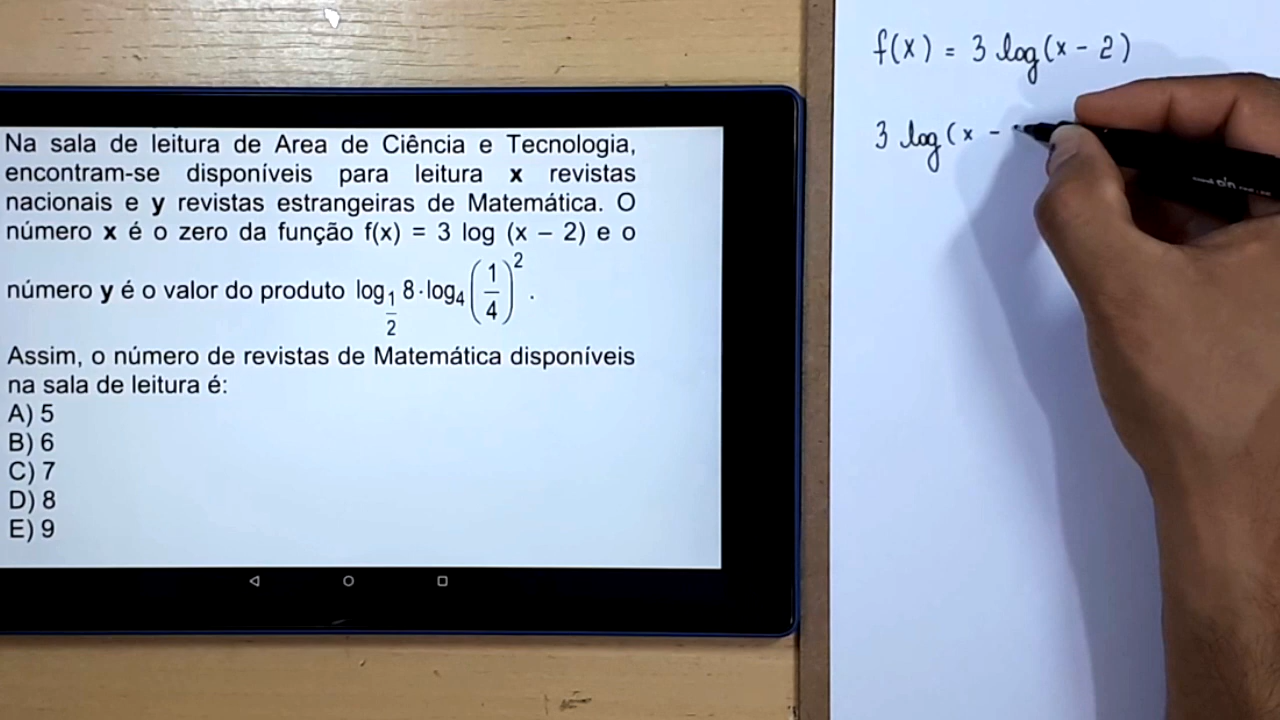 Na sala de leitura de Area de Ciência e Tecnologia,
encontram-se disponíveis para leitura x revistas
nacionais e y revistas estrangeiras de Matemática. O
número x é o zero da função f(x) = 3 log (x – 2) e o
número y é o valor do produto log_{1/2} 8·log_4 (1/4)^2 .
Assim, o número de revistas de Matemática disponíveis
na sala de leitura é:
A) 5
B) 6
C) 7
D) 8
E) 9
f(x) = 3 log(x - 2)
3 log(x -